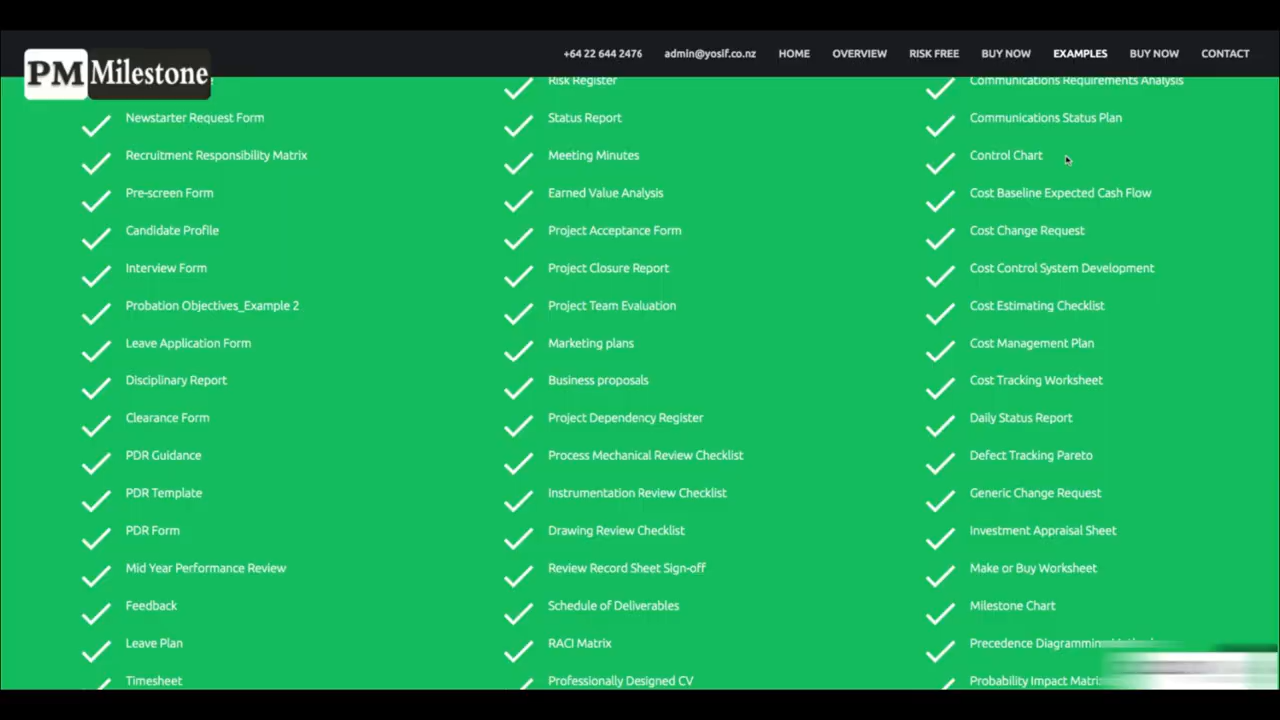 PM Milestone
+64 22 644 2476 admin@yosif.co.nz HOME OVERVIEW RISK FREE BUY NOW EXAMPLES BUY NOW CONTACT
Newstarter Request Form
Recruitment Responsibility Matrix
Pre-screen Form
Candidate Profile
Interview Form
Probation Objectives_Example 2
Leave Application Form
Disciplinary Report
Clearance Form
PDR Guidance
PDR Template
PDR Form
Mid Year Performance Review
Feedback
Leave Plan
Timesheet
Risk Register
Status Report
Meeting Minutes
Earned Value Analysis
Project Acceptance Form
Project Closure Report
Project Team Evaluation
Marketing plans
Business proposals
Project Dependency Register
Process Mechanical Review Checklist
Instrumentation Review Checklist
Drawing Review Checklist
Review Record Sheet Sign-off
Schedule of Deliverables
RACI Matrix
Professionally Designed CV
Communications Requirements Analysis
Communications Status Plan
Control Chart
Cost Baseline Expected Cash Flow
Cost Change Request
Cost Control System Development
Cost Estimating Checklist
Cost Management Plan
Cost Tracking Worksheet
Daily Status Report
Defect Tracking Pareto
Generic Change Request
Investment Appraisal Sheet
Make or Buy Worksheet
Milestone Chart
Precedence Diagramming
Probability Impact Matrix